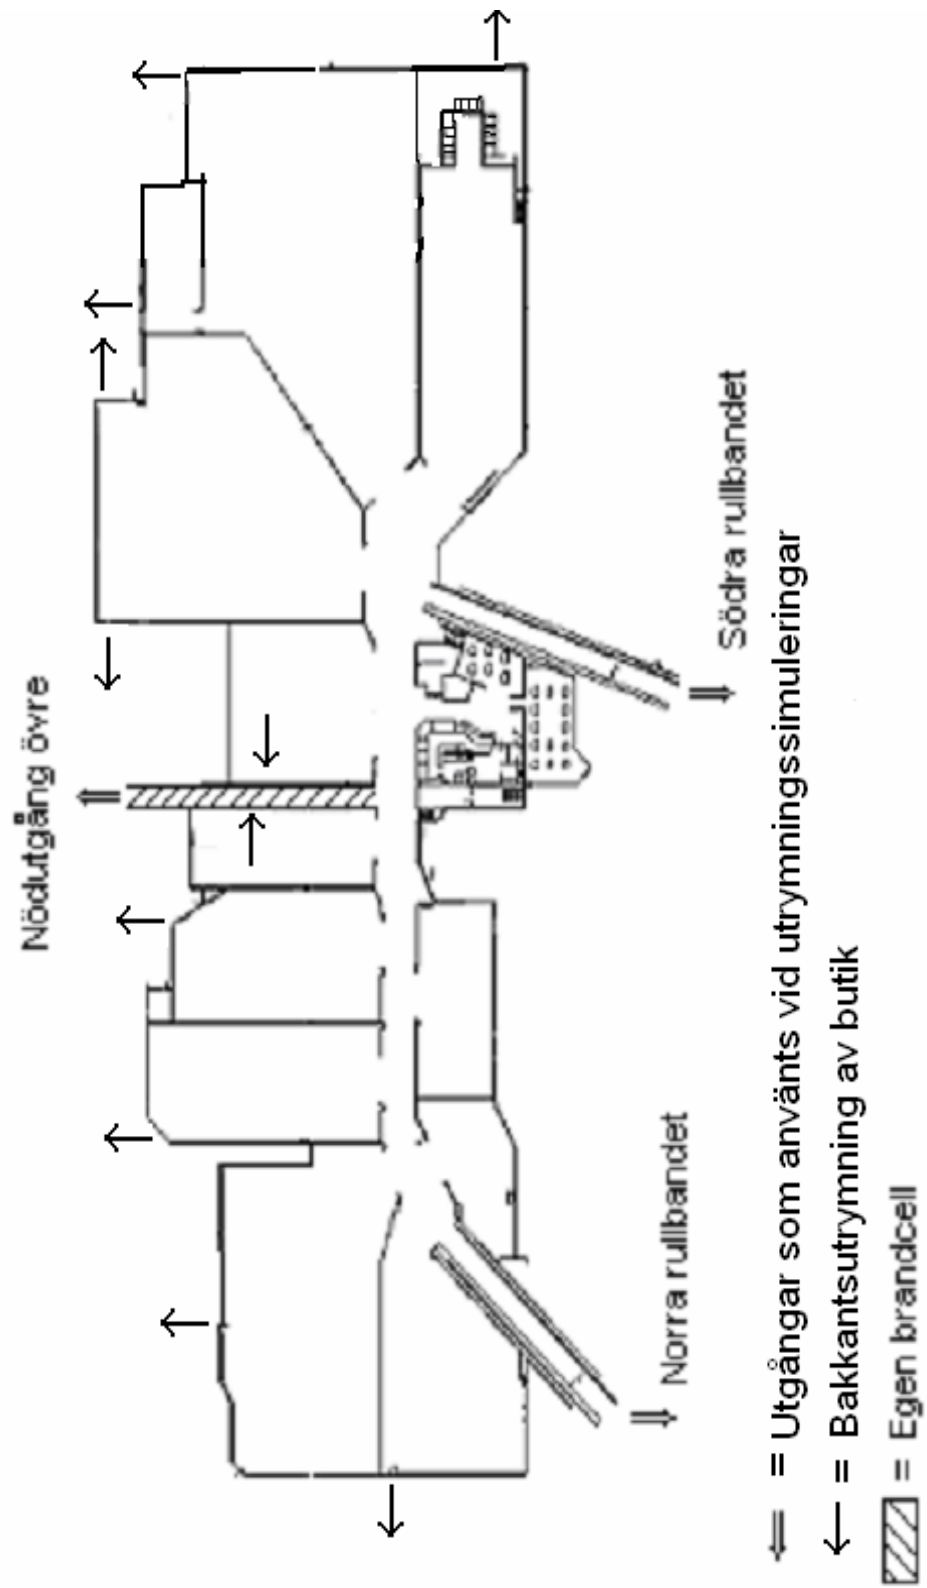 Nödutgång övre
Södra rullbandet
Norra rullbandet
= Utgångar som använts vid utrymningssimuleringar
= Bakkantsutrymning av butik
= Egen brandcell